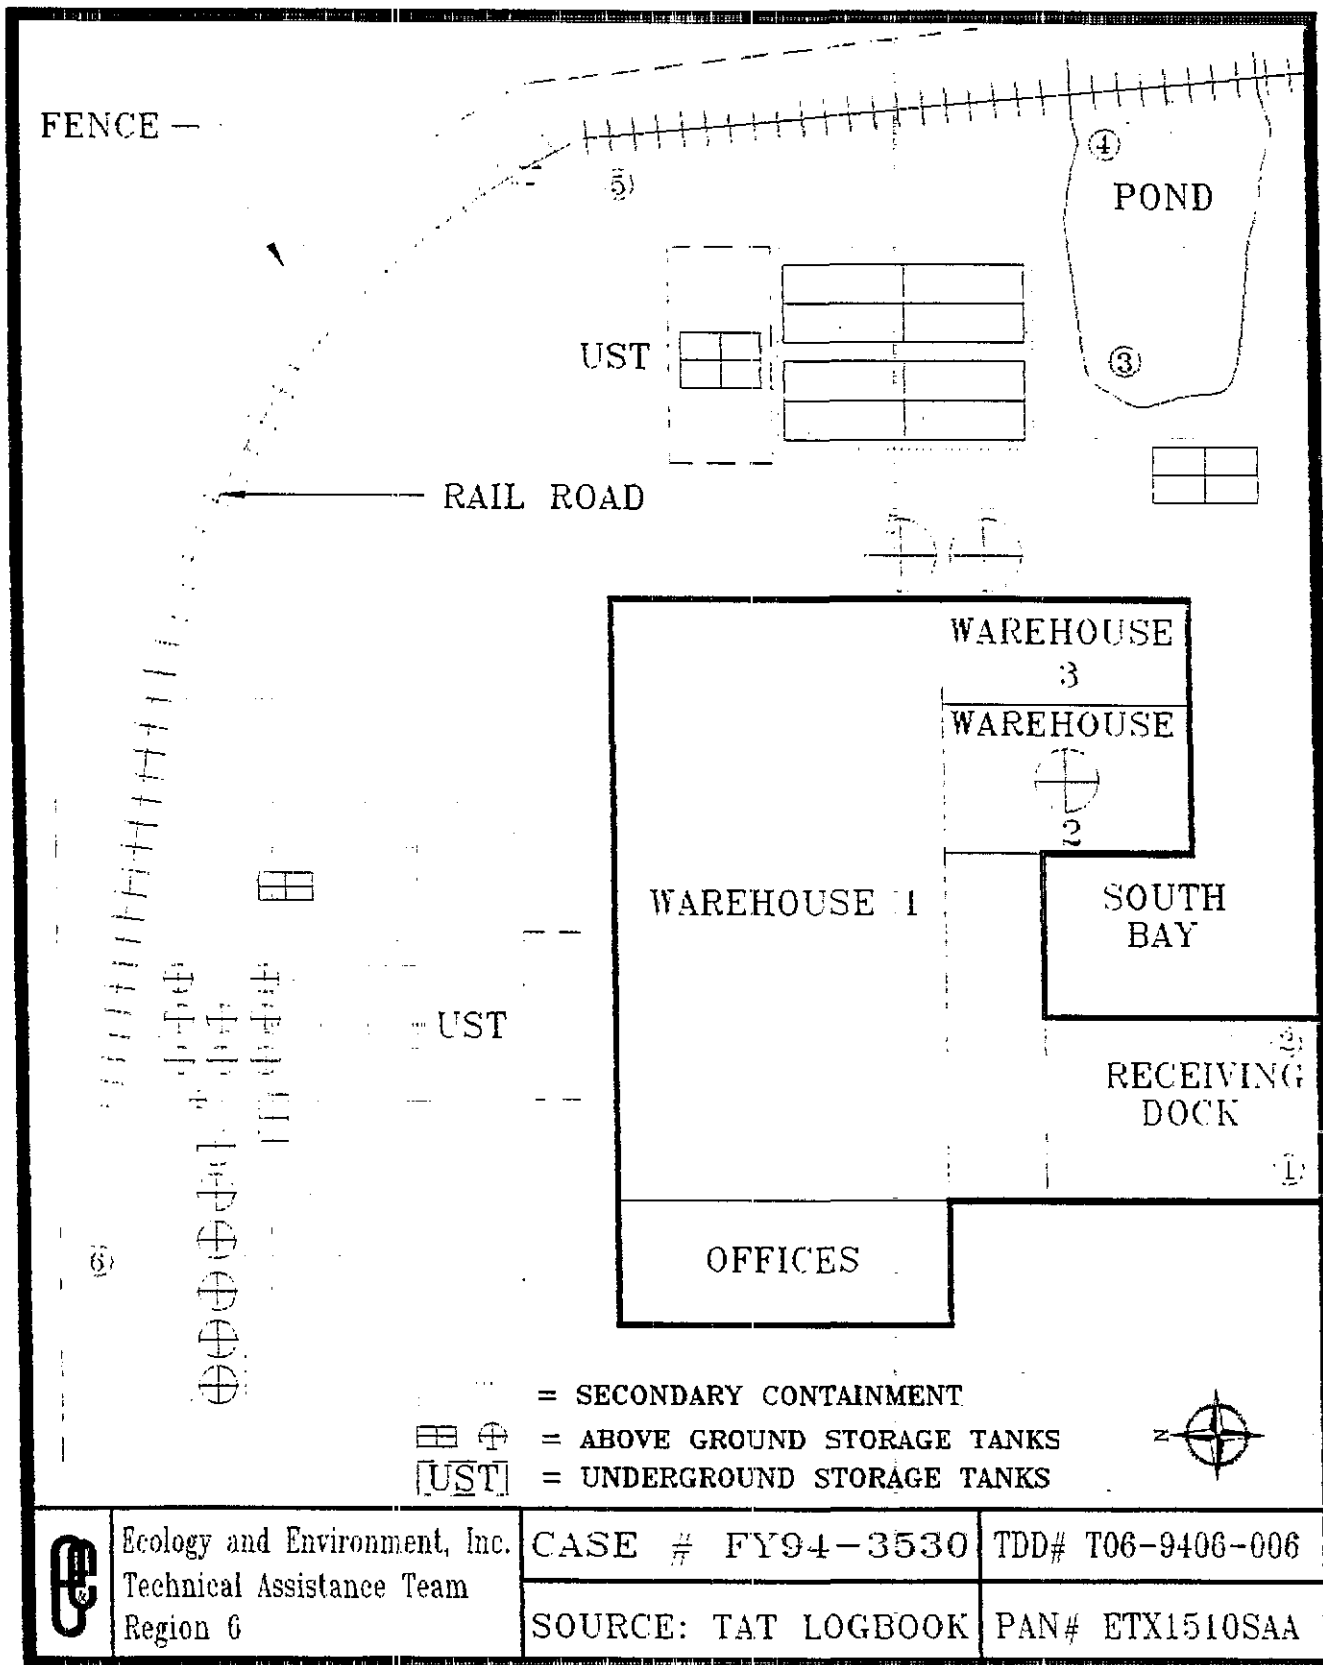 FENCE
④
POND
⑤
UST
③
RAIL ROAD
WAREHOUSE
3
WAREHOUSE
2
WAREHOUSE 1
SOUTH
BAY
UST
②
RECEIVING
DOCK
①
⑥
OFFICES
= SECONDARY CONTAINMENT
= ABOVE GROUND STORAGE TANKS
UST = UNDERGROUND STORAGE TANKS
N
Ecology and Environment, Inc.
Technical Assistance Team
Region 6
CASE # FY94-3530
TDD# T06-9406-006
SOURCE: TAT LOGBOOK
PAN# ETX1510SAA